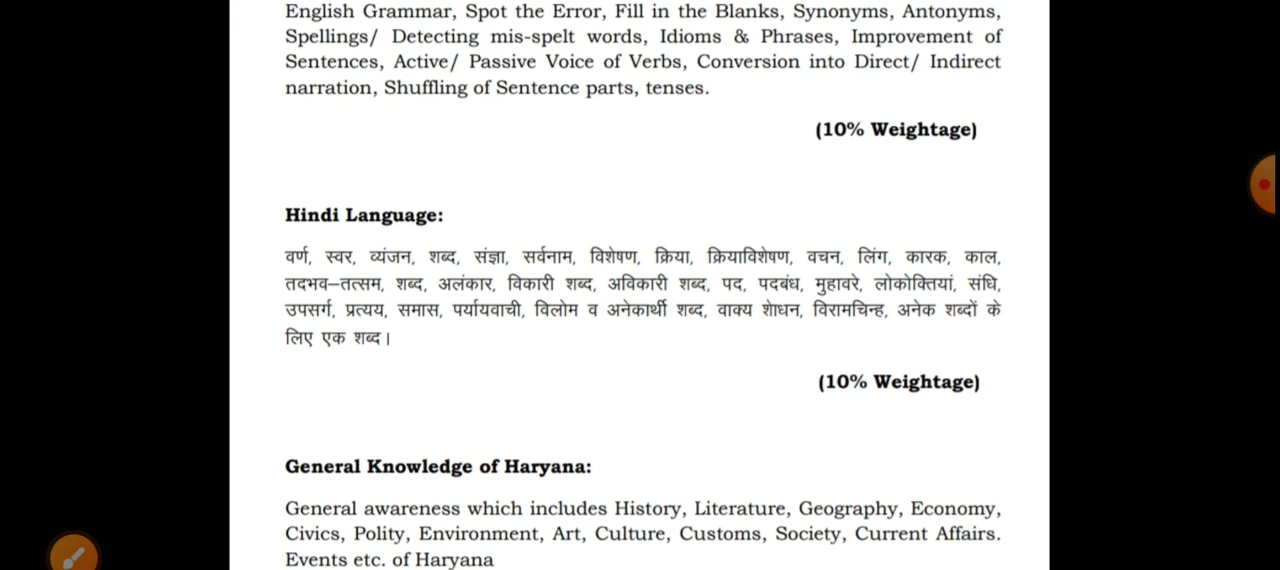 English Grammar, Spot the Error, Fill in the Blanks, Synonyms, Antonyms,
Spellings/ Detecting mis-spelt words, Idioms & Phrases, Improvement of
Sentences, Active/ Passive Voice of Verbs, Conversion into Direct/ Indirect
narration, Shuffling of Sentence parts, tenses.
(10% Weightage)
Hindi Language:
वर्ण, स्वर, व्यंजन, शब्द, संज्ञा, सर्वनाम, विशेषण, क्रिया, क्रियाविशेषण, वचन, लिंग, कारक, काल,
तदभव–तत्सम, शब्द, अलंकार, विकारी शब्द, अविकारी शब्द, पद, पदबंध, मुहावरे, लोकोक्तियां, संधि,
उपसर्ग, प्रत्यय, समास, पर्यायवाची, विलोम व अनेकार्थी शब्द, वाक्य शोधन, विरामचिन्ह, अनेक शब्दों के
लिए एक शब्द।
(10% Weightage)
General Knowledge of Haryana:
General awareness which includes History, Literature, Geography, Economy,
Civics, Polity, Environment, Art, Culture, Customs, Society, Current Affairs.
Events etc. of Haryana